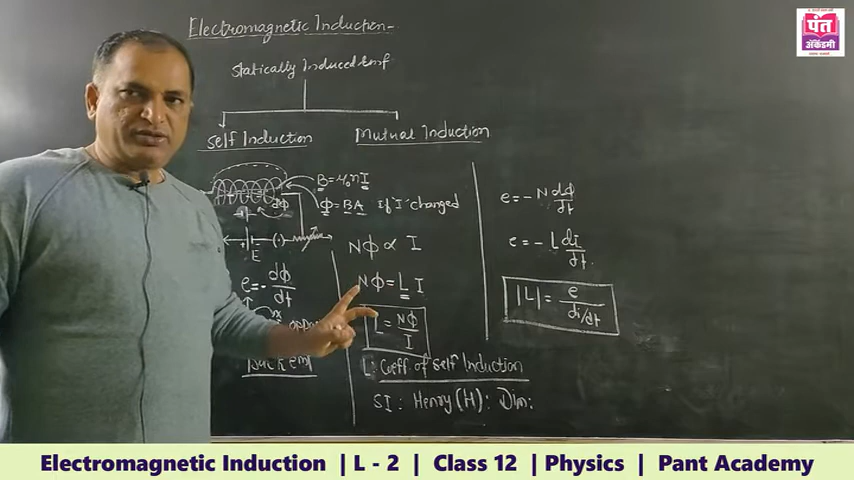 पंत
अ‍ॅकॅडमी
Electromagnetic Induction-
Statically Induced Emf
Self Induction
Mutual Induction
B = μ₀nI
dΦ
Φ = BA If I changed
+ - (·)
E
e = - dΦ/dt
Back emf
NΦ ∝ I
NΦ = L I
L = NΦ/I
L: Coeff. of Self Induction
SI: Henry (H): Dim:
e = - N dΦ/dt
e = - L dI/dt
|L| = e/di/dt
Electromagnetic Induction | L - 2 | Class 12 | Physics | Pant Academy